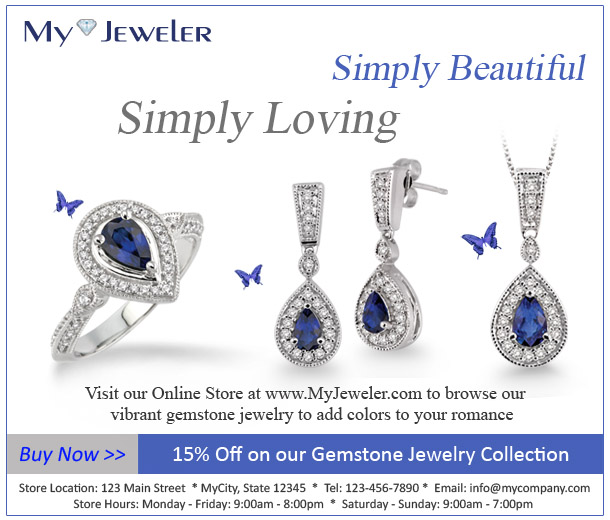 My Jeweler
Simply Beautiful
Simply Loving
Visit our Online Store at www.MyJeweler.com to browse our
vibrant gemstone jewelry to add colors to your romance
Buy Now >> 15% Off on our Gemstone Jewelry Collection
Store Location: 123 Main Street * MyCity, State 12345 * Tel: 123-456-7890 * Email: info@mycompany.com
Store Hours: Monday - Friday: 9:00am - 8:00pm * Saturday - Sunday: 9:00am - 7:00pm